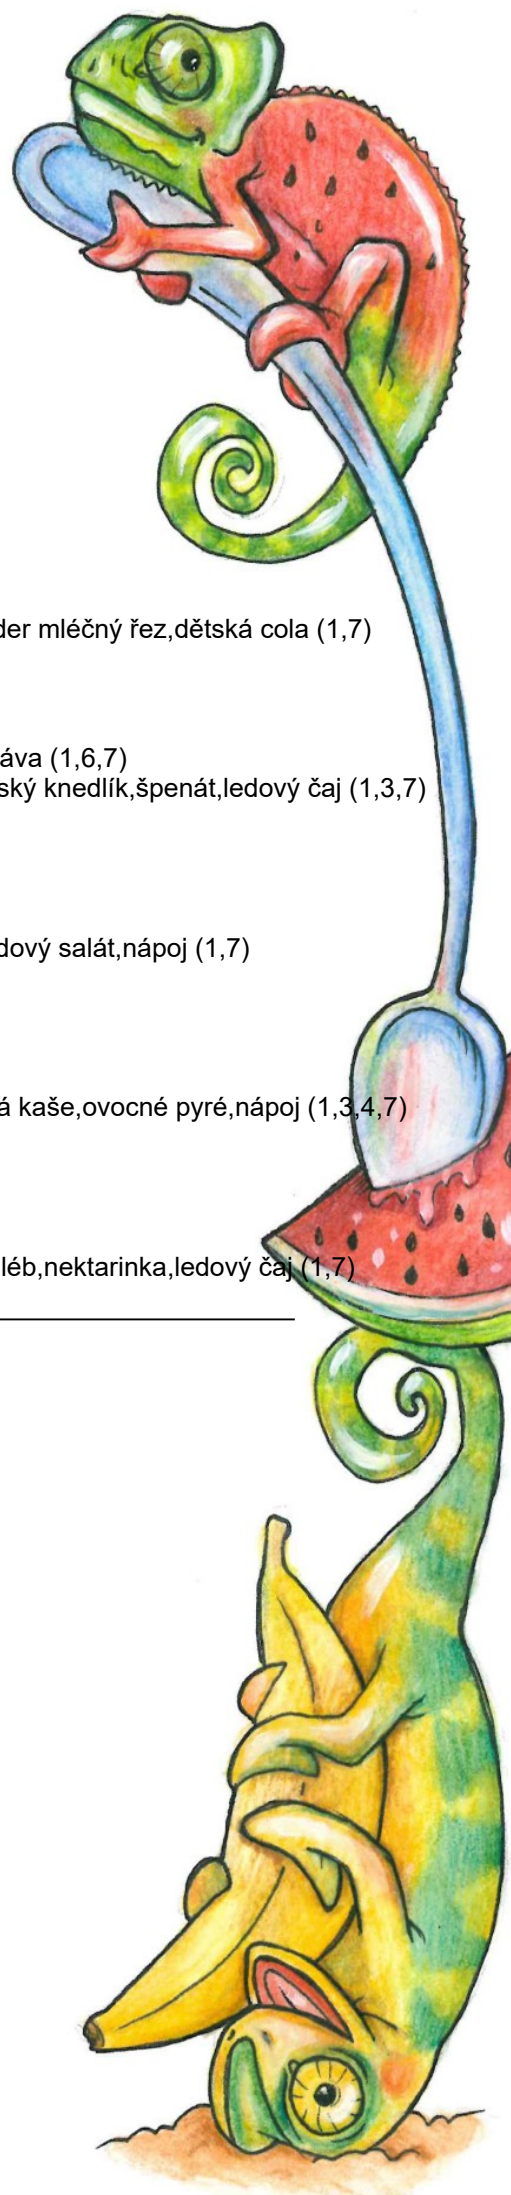 der mléčný řez,dětská cola (1,7)
áva (1,6,7)
ský knedlík,špenát,ledový čaj (1,3,7)
dový salát,nápoj (1,7)
á kaše,ovocné pyré,nápoj (1,3,4,7)
léb,nektarinka,ledový čaj (1,7)